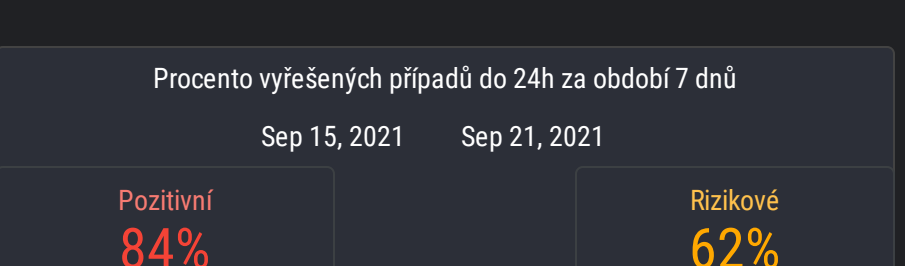 Procento vyřešených případů do 24h za období 7 dnů
Sep 15, 2021 Sep 21, 2021
Pozitivní Rizikové
84% 62%